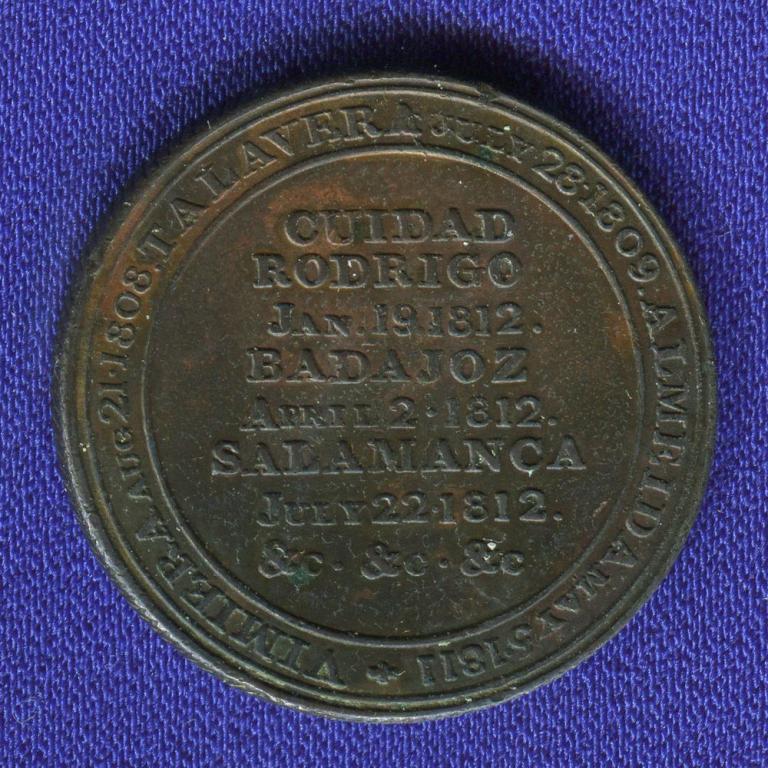 VIMIERA AUG 21·1808. TALAVERA JULY 28·1809. ALMEIDA MAY 5 1811
CUIDAD
RODRIGO
JAN. 19 1812.
BADAJOZ
APRIL 2·1812.
SALAMANCA
JULY 22·1812.
&c· &c· &c